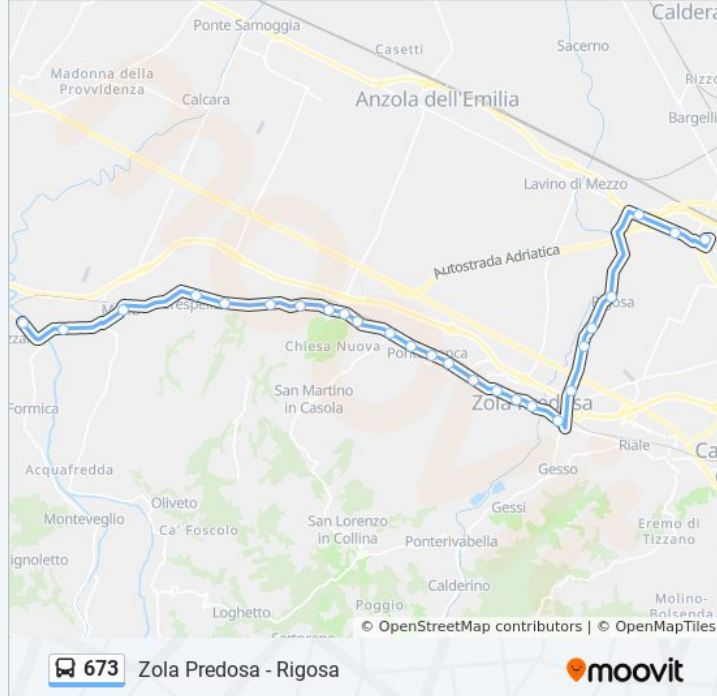 Caldera
Ponte Samoggia
Casetti
Sacerno
Madonna della
Provvidenza
Rizzo
Calcara
Anzola dell'Emilia
Bargelli
Lavino di Mezzo
Autostrada Adriatica
Rigosa
Chiesa Nuova
San Martino
in Casola
Zola Predosa
Formica
Riale
Ca
Gesso
Acquafredda
Oliveto
Gessi
Monteveglio
Ca' Foscolo
San Lorenzo
in Collina
Eremo di
Tizzano
Ponterivabella
ignoletto
Calderino
Loghetto
Poggio
Molino-
Bolsenda
© OpenStreetMap contributors | © OpenMapTiles
673 Zola Predosa - Rigosa
moovit